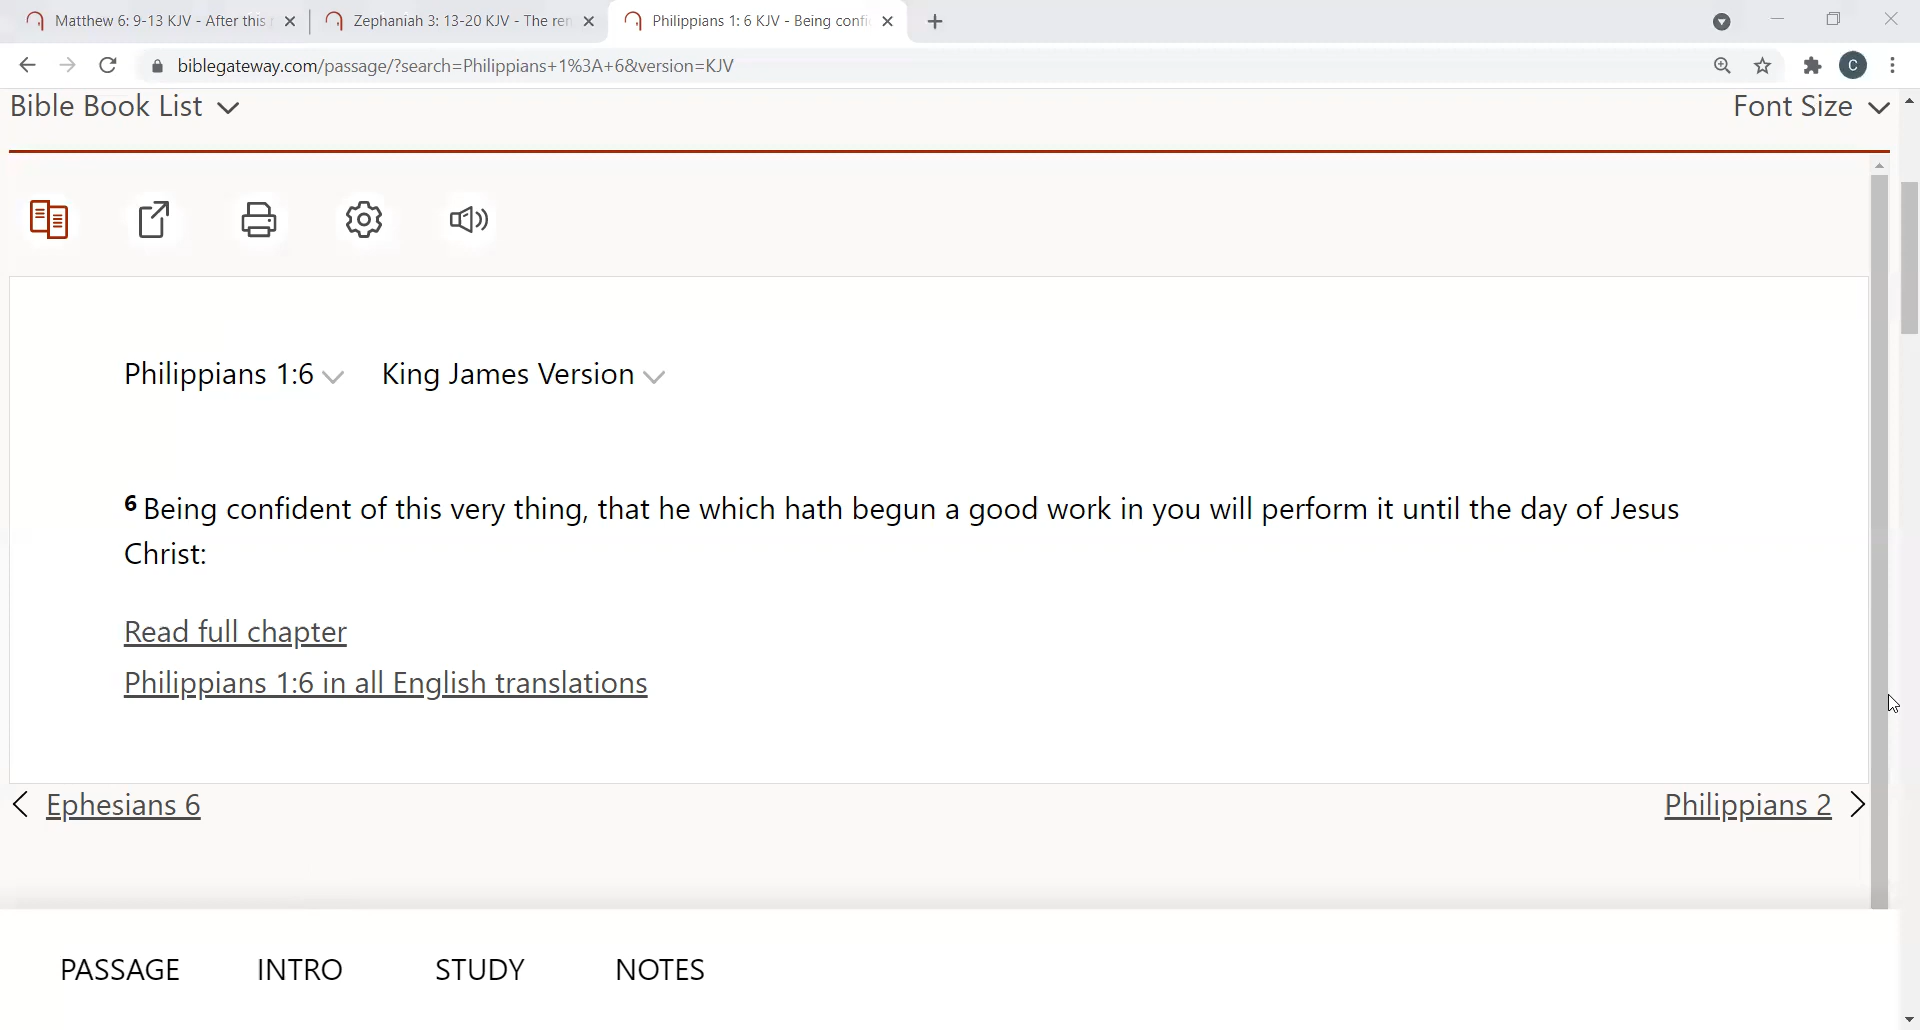 Matthew 6: 9-13 KJV - After this
Zephaniah 3: 13-20 KJV - The ren
Philippians 1: 6 KJV - Being confi
C
biblegateway.com/passage/?search=Philippians+1%3A+6&version=KJV
Bible Book List
Font Size
Philippians 1:6 King James Version
6 Being confident of this very thing, that he which hath begun a good work in you will perform it until the day of Jesus
Christ:
Read full chapter
Philippians 1:6 in all English translations
Ephesians 6
Philippians 2
PASSAGE INTRO STUDY NOTES